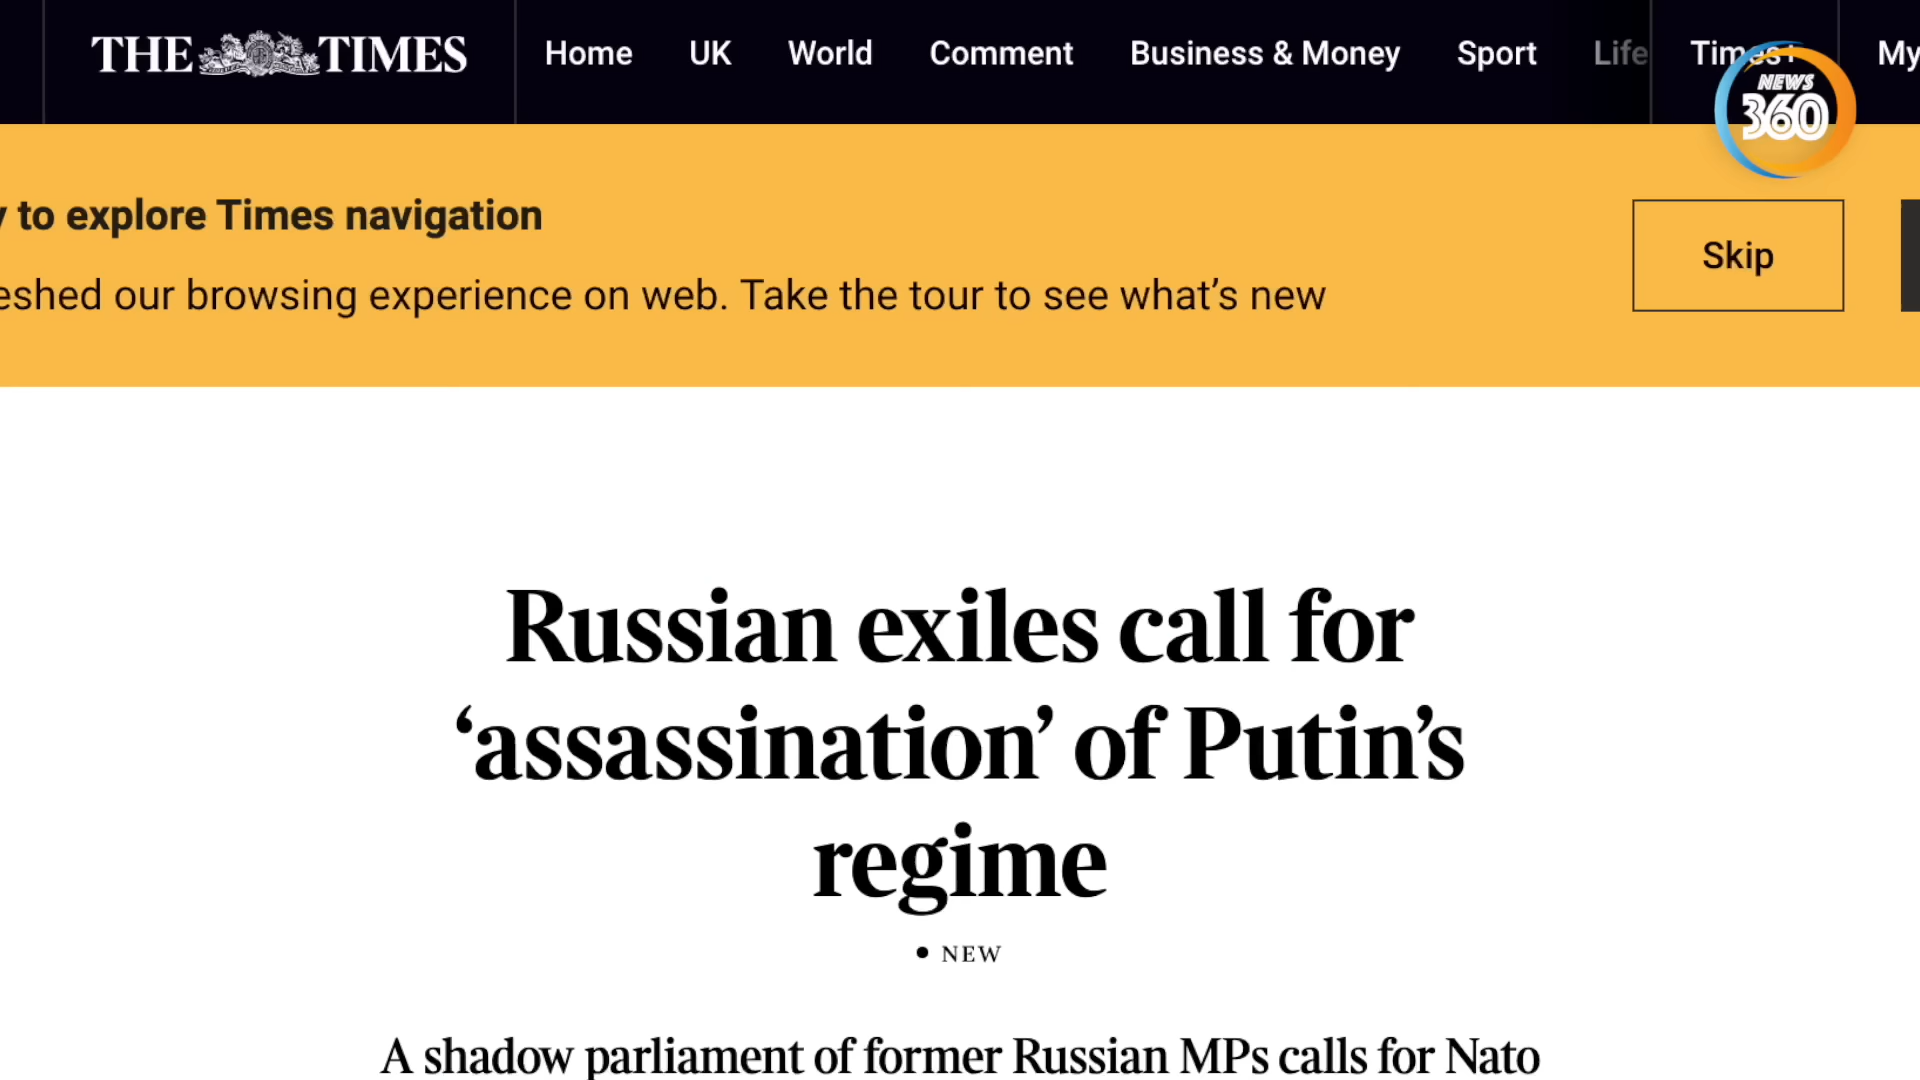 THE TIMES
Home UK World Comment Business & Money Sport Life Times+ My
NEWS
360
y to explore Times navigation
eshed our browsing experience on web. Take the tour to see what’s new
Skip
Russian exiles call for
‘assassination’ of Putin’s
regime
• NEW
A shadow parliament of former Russian MPs calls for Nato